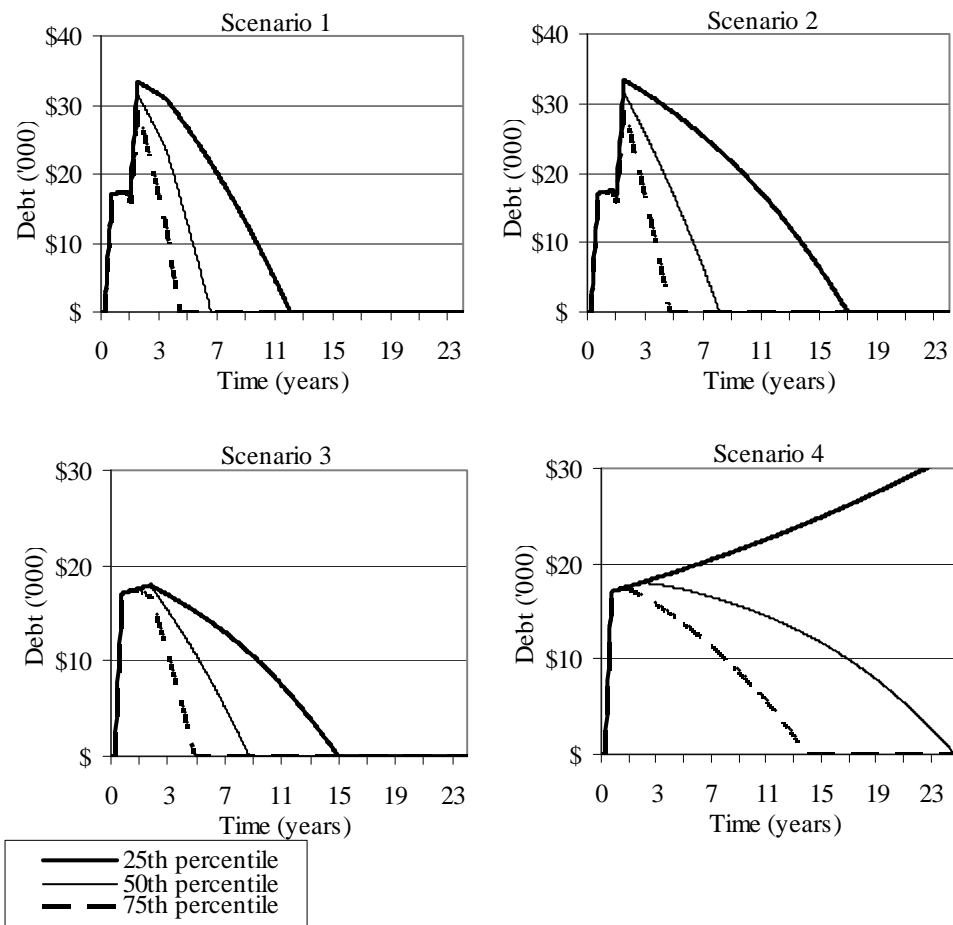 Scenario 1
$40
$30
$20
$10
$
Debt ('000)
0 3 7 11 15 19 23
Time (years)
Scenario 2
$40
$30
$20
$10
$
Debt ('000)
0 3 7 11 15 19 23
Time (years)
Scenario 3
$30
$20
$10
$
Debt ('000)
0 3 7 11 15 19 23
Time (years)
Scenario 4
$30
$20
$10
$
Debt ('000)
0 3 7 11 15 19 23
Time (years)
25th percentile
50th percentile
75th percentile